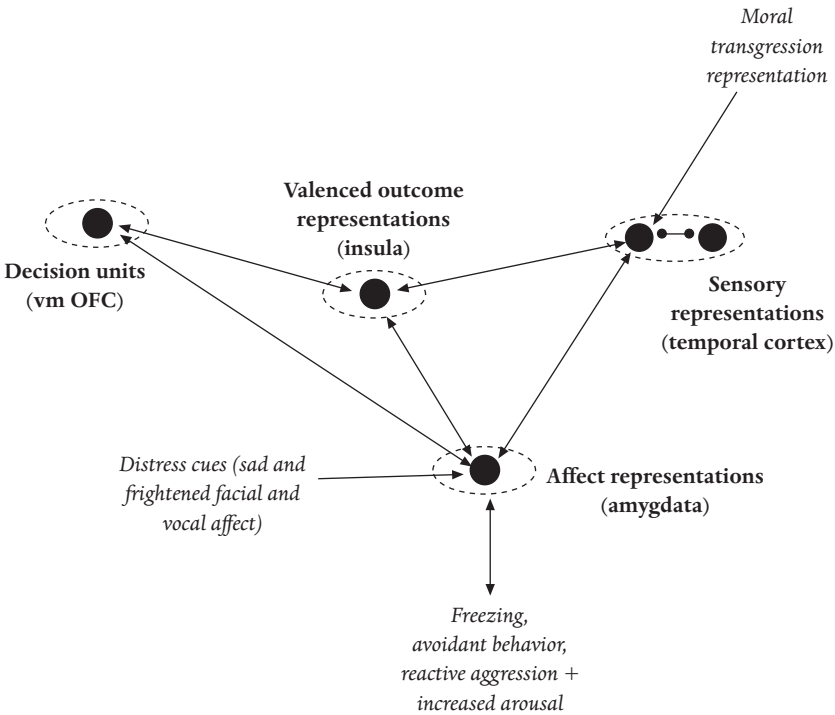 Moral
transgression
representation
Valenced outcome
representations
(insula)
Decision units
(vm OFC)
Sensory
representations
(temporal cortex)
Distress cues (sad and
frightened facial and
vocal affect)
Affect representations
(amygdata)
Freezing,
avoidant behavior,
reactive aggression +
increased arousal